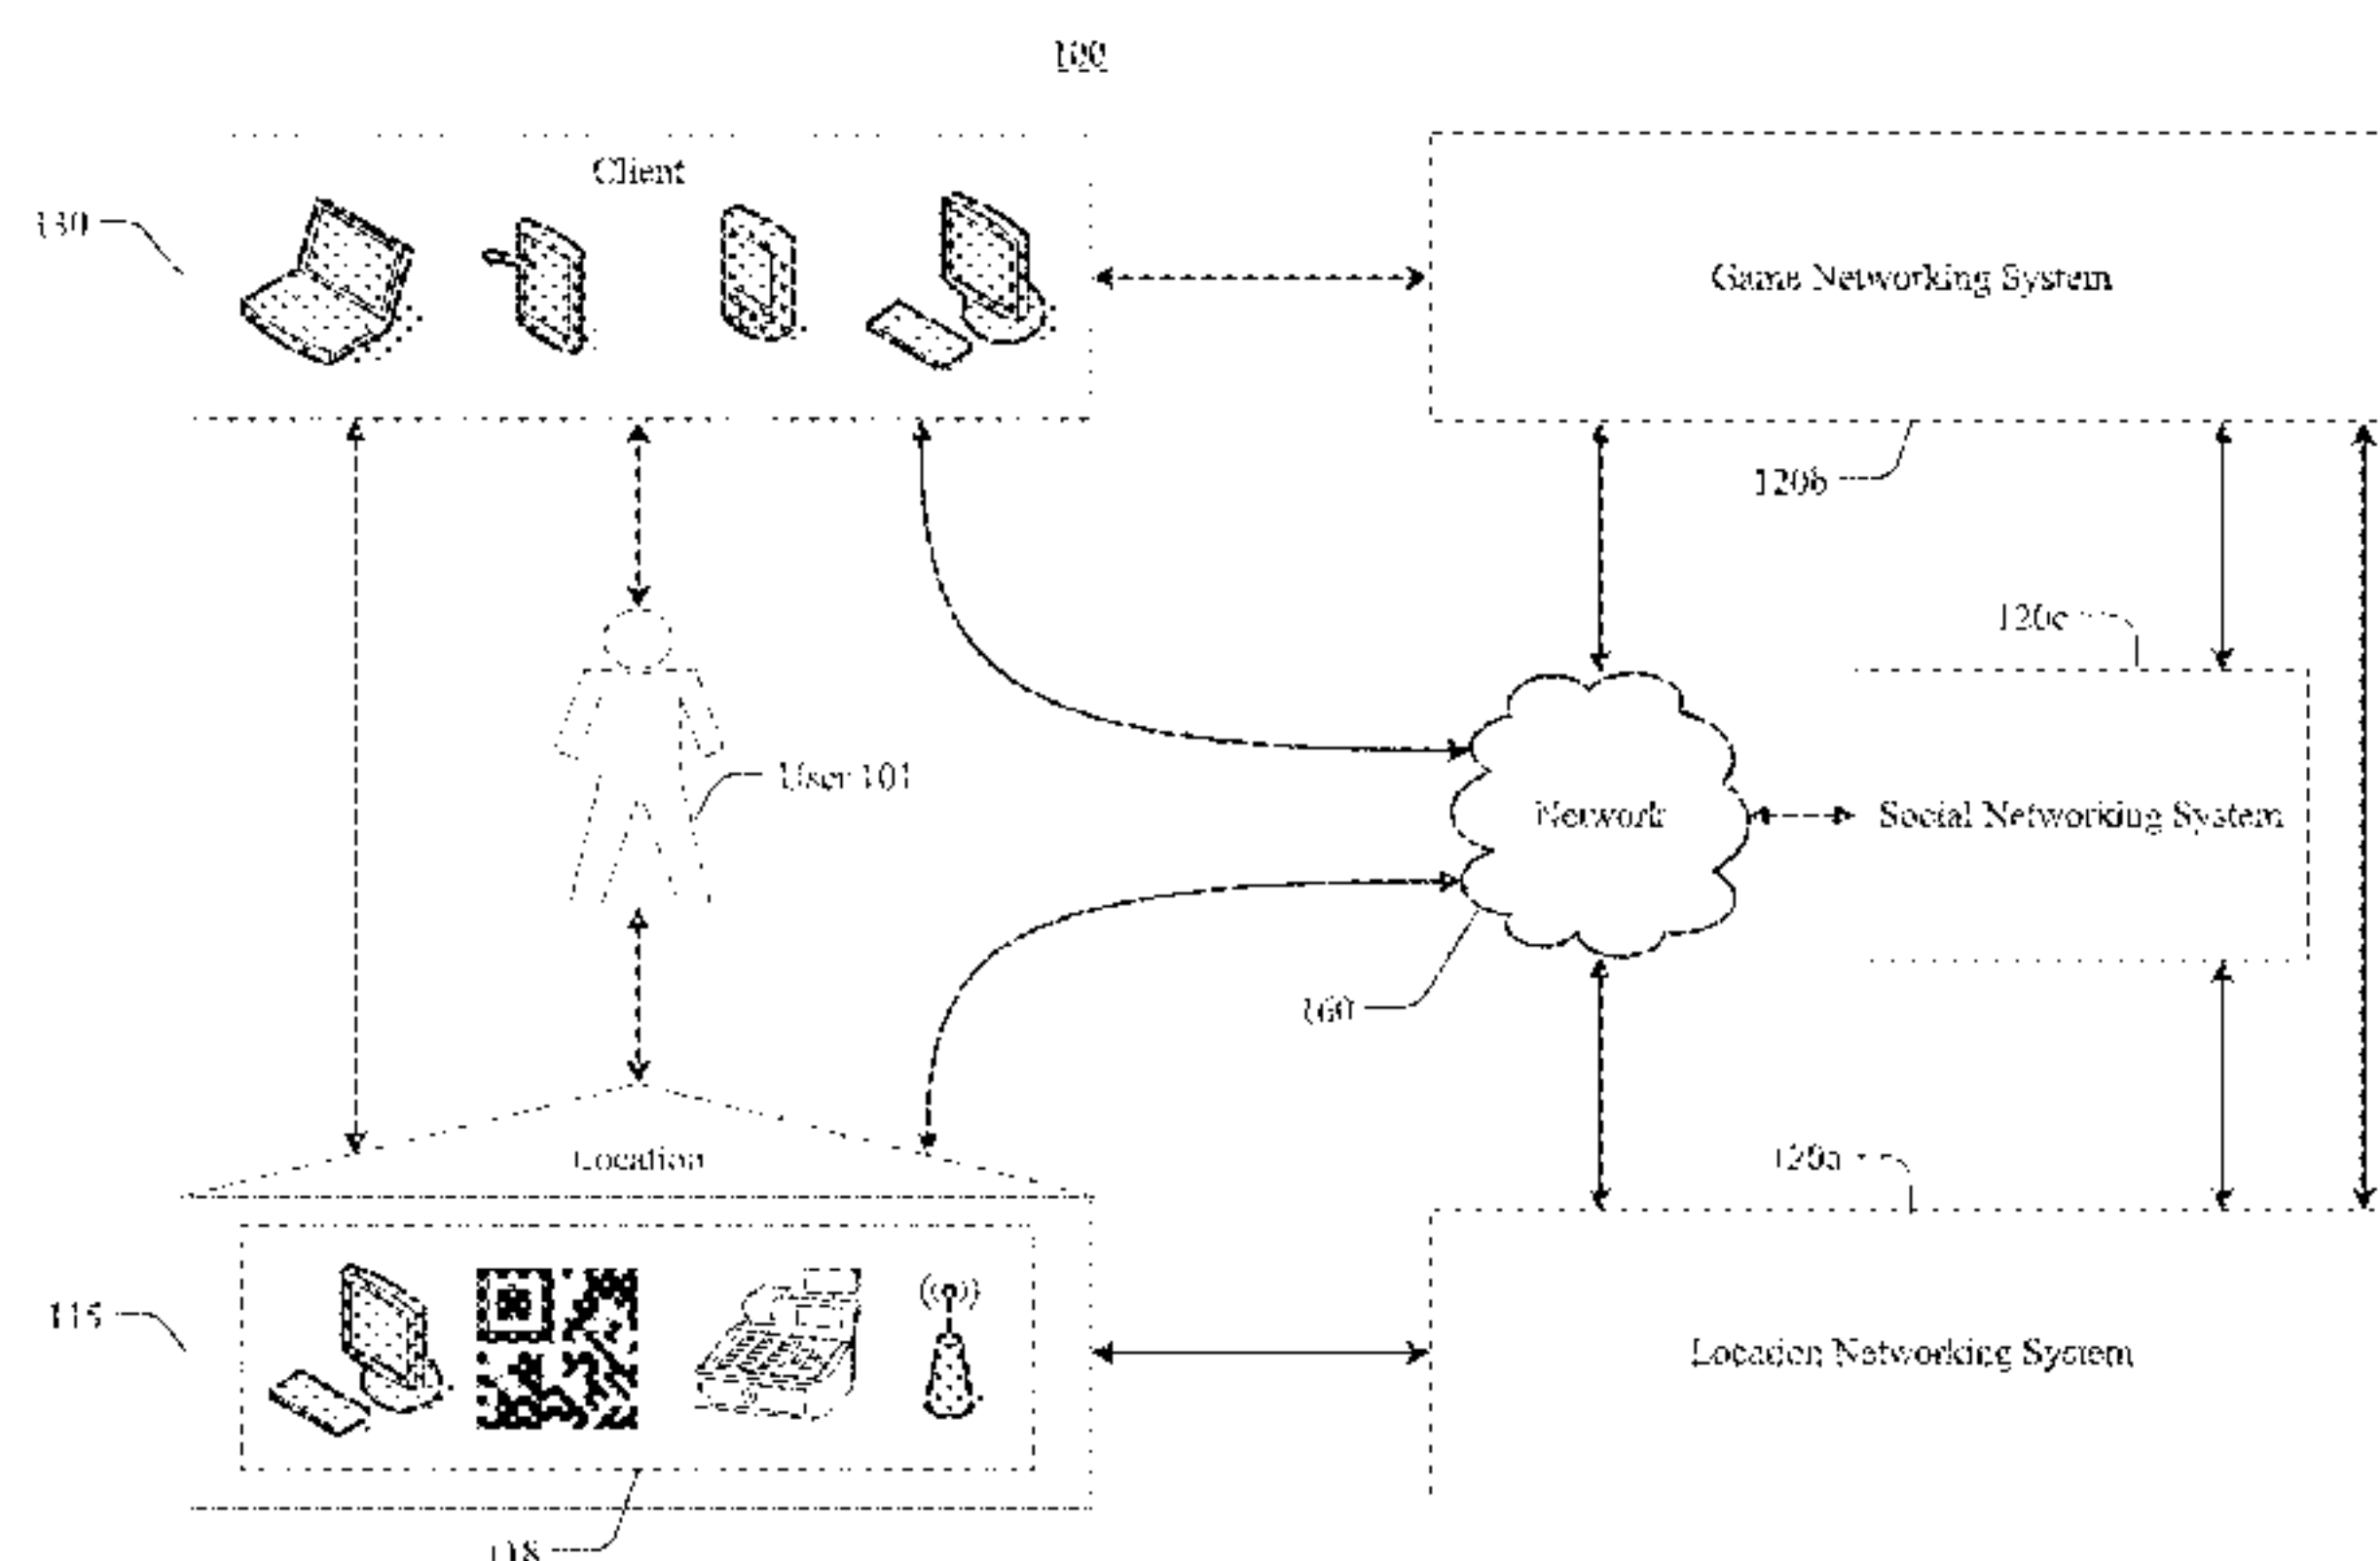 100
Client
130
Game Networking System
120b
120c
User 101
Network
Social Networking System
160
Location
120a
115
Location Networking System
118